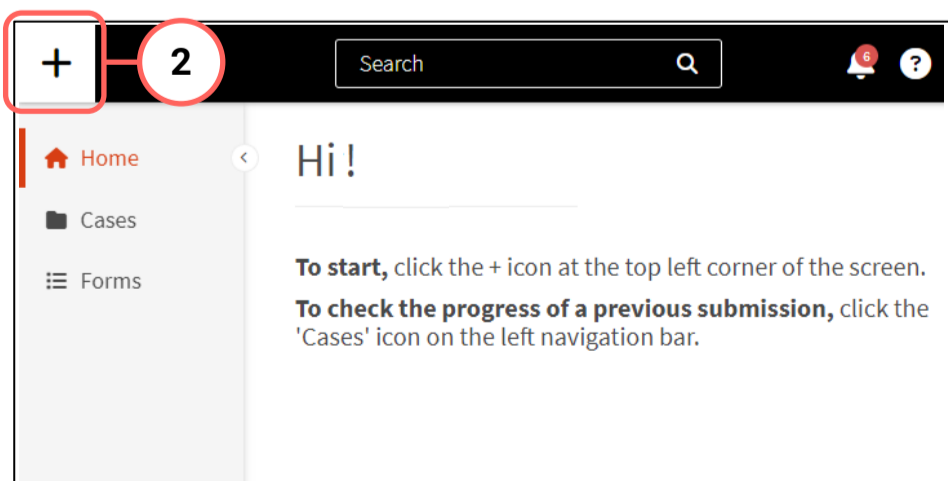 2
Search
6
?
Home
Cases
Forms
Hi !
To start, click the + icon at the top left corner of the screen.
To check the progress of a previous submission, click the
'Cases' icon on the left navigation bar.